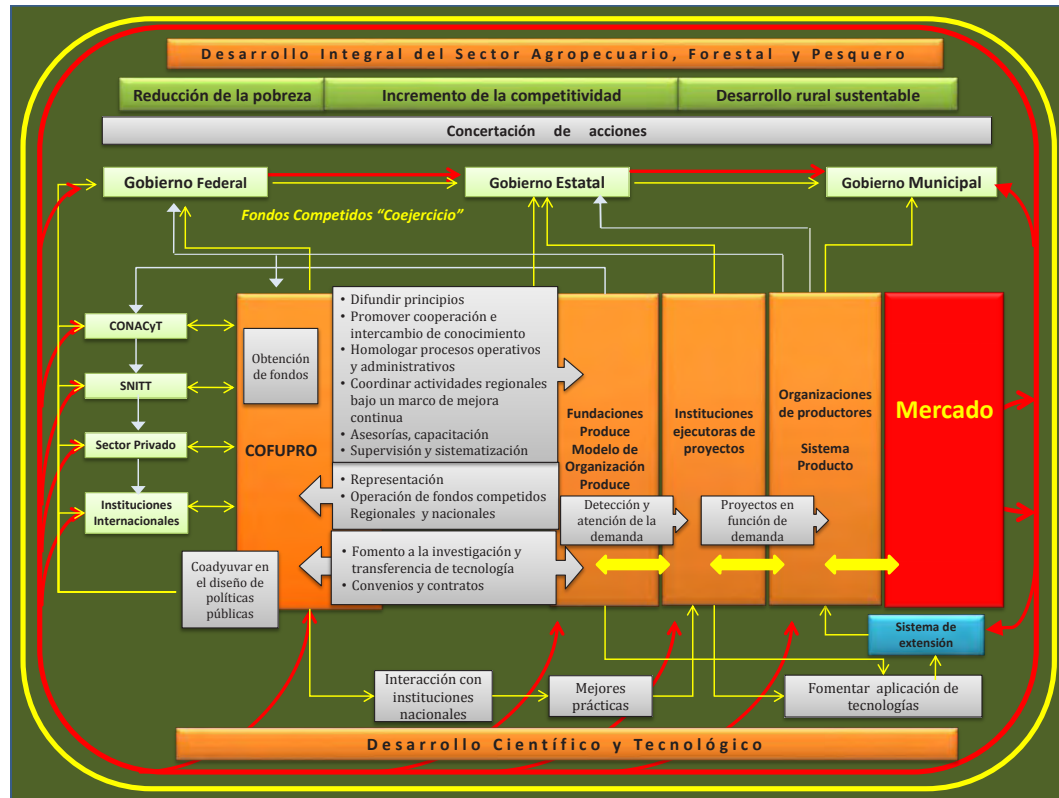 Desarrollo Integral del Sector Agropecuario, Forestal y Pesquero
Reducción de la pobreza
Incremento de la competitividad
Desarrollo rural sustentable
Concertación de acciones
Gobierno Federal
Gobierno Estatal
Gobierno Municipal
Fondos Competidos “Coejercicio”
CONACyT
SNITT
Sector Privado
Instituciones
Internacionales
Obtención
de fondos
COFUPRO
Coadyuvar en
el diseño de
políticas
públicas
• Difundir principios
• Promover cooperación e
intercambio de conocimiento
• Homologar procesos operativos
y administrativos
• Coordinar actividades regionales
bajo un marco de mejora
continua
• Asesorías, capacitación
• Supervisión y sistematización
• Representación
• Operación de fondos competidos
Regionales y nacionales
• Fomento a la investigación y
transferencia de tecnología
• Convenios y contratos
Fundaciones
Produce
Modelo de
Organización
Produce
Detección y
atención de la
demanda
Instituciones
ejecutoras de
proyectos
Proyectos en
función de
demanda
Organizaciones
de productores
Sistema
Producto
Mercado
Sistema de
extensión
Interacción con
instituciones
nacionales
Mejores
prácticas
Fomentar aplicación de
tecnologías
Desarrollo Científico y Tecnológico